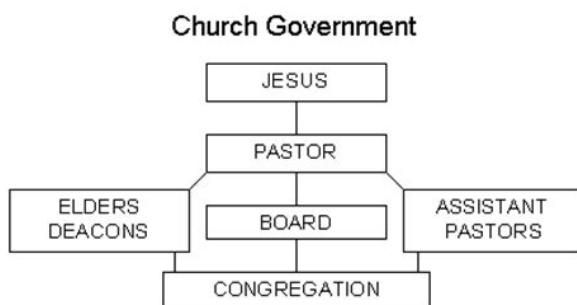 Church Government
JESUS
PASTOR
ELDERS
DEACONS
BOARD
ASSISTANT
PASTORS
CONGREGATION